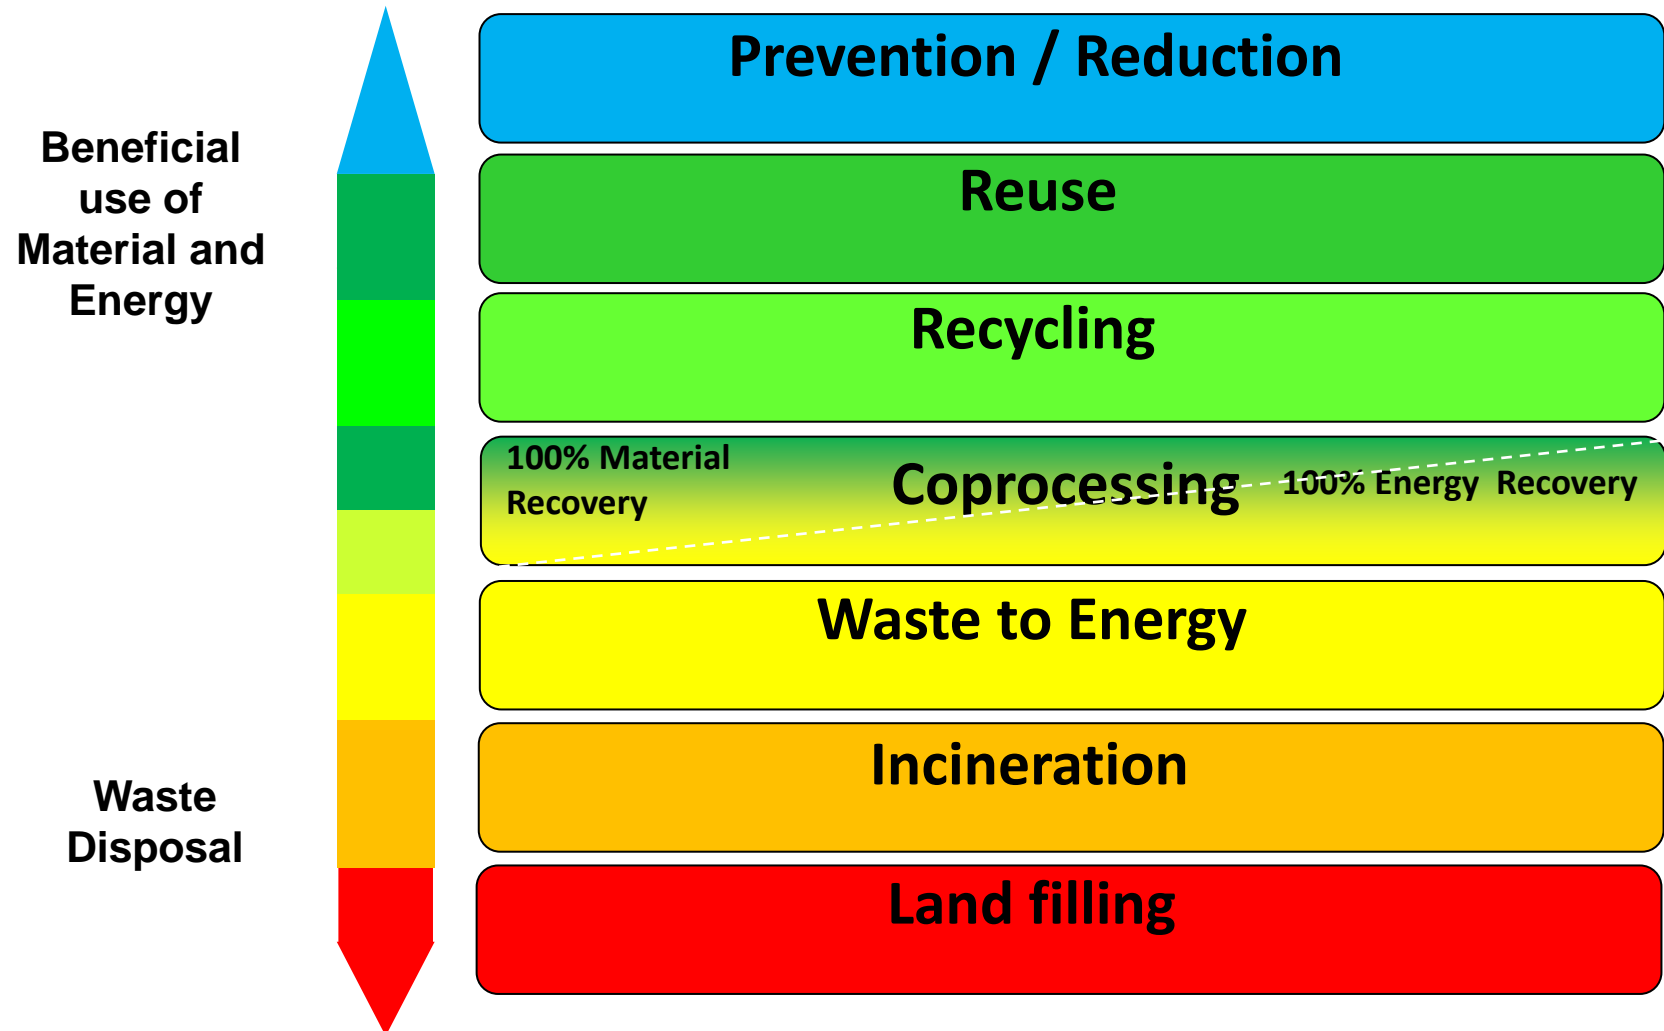 Prevention / Reduction
Beneficial
use of
Material and
Energy
Reuse
Recycling
100% Material
Recovery
Coprocessing
100% Energy Recovery
Waste to Energy
Incineration
Waste
Disposal
Land filling